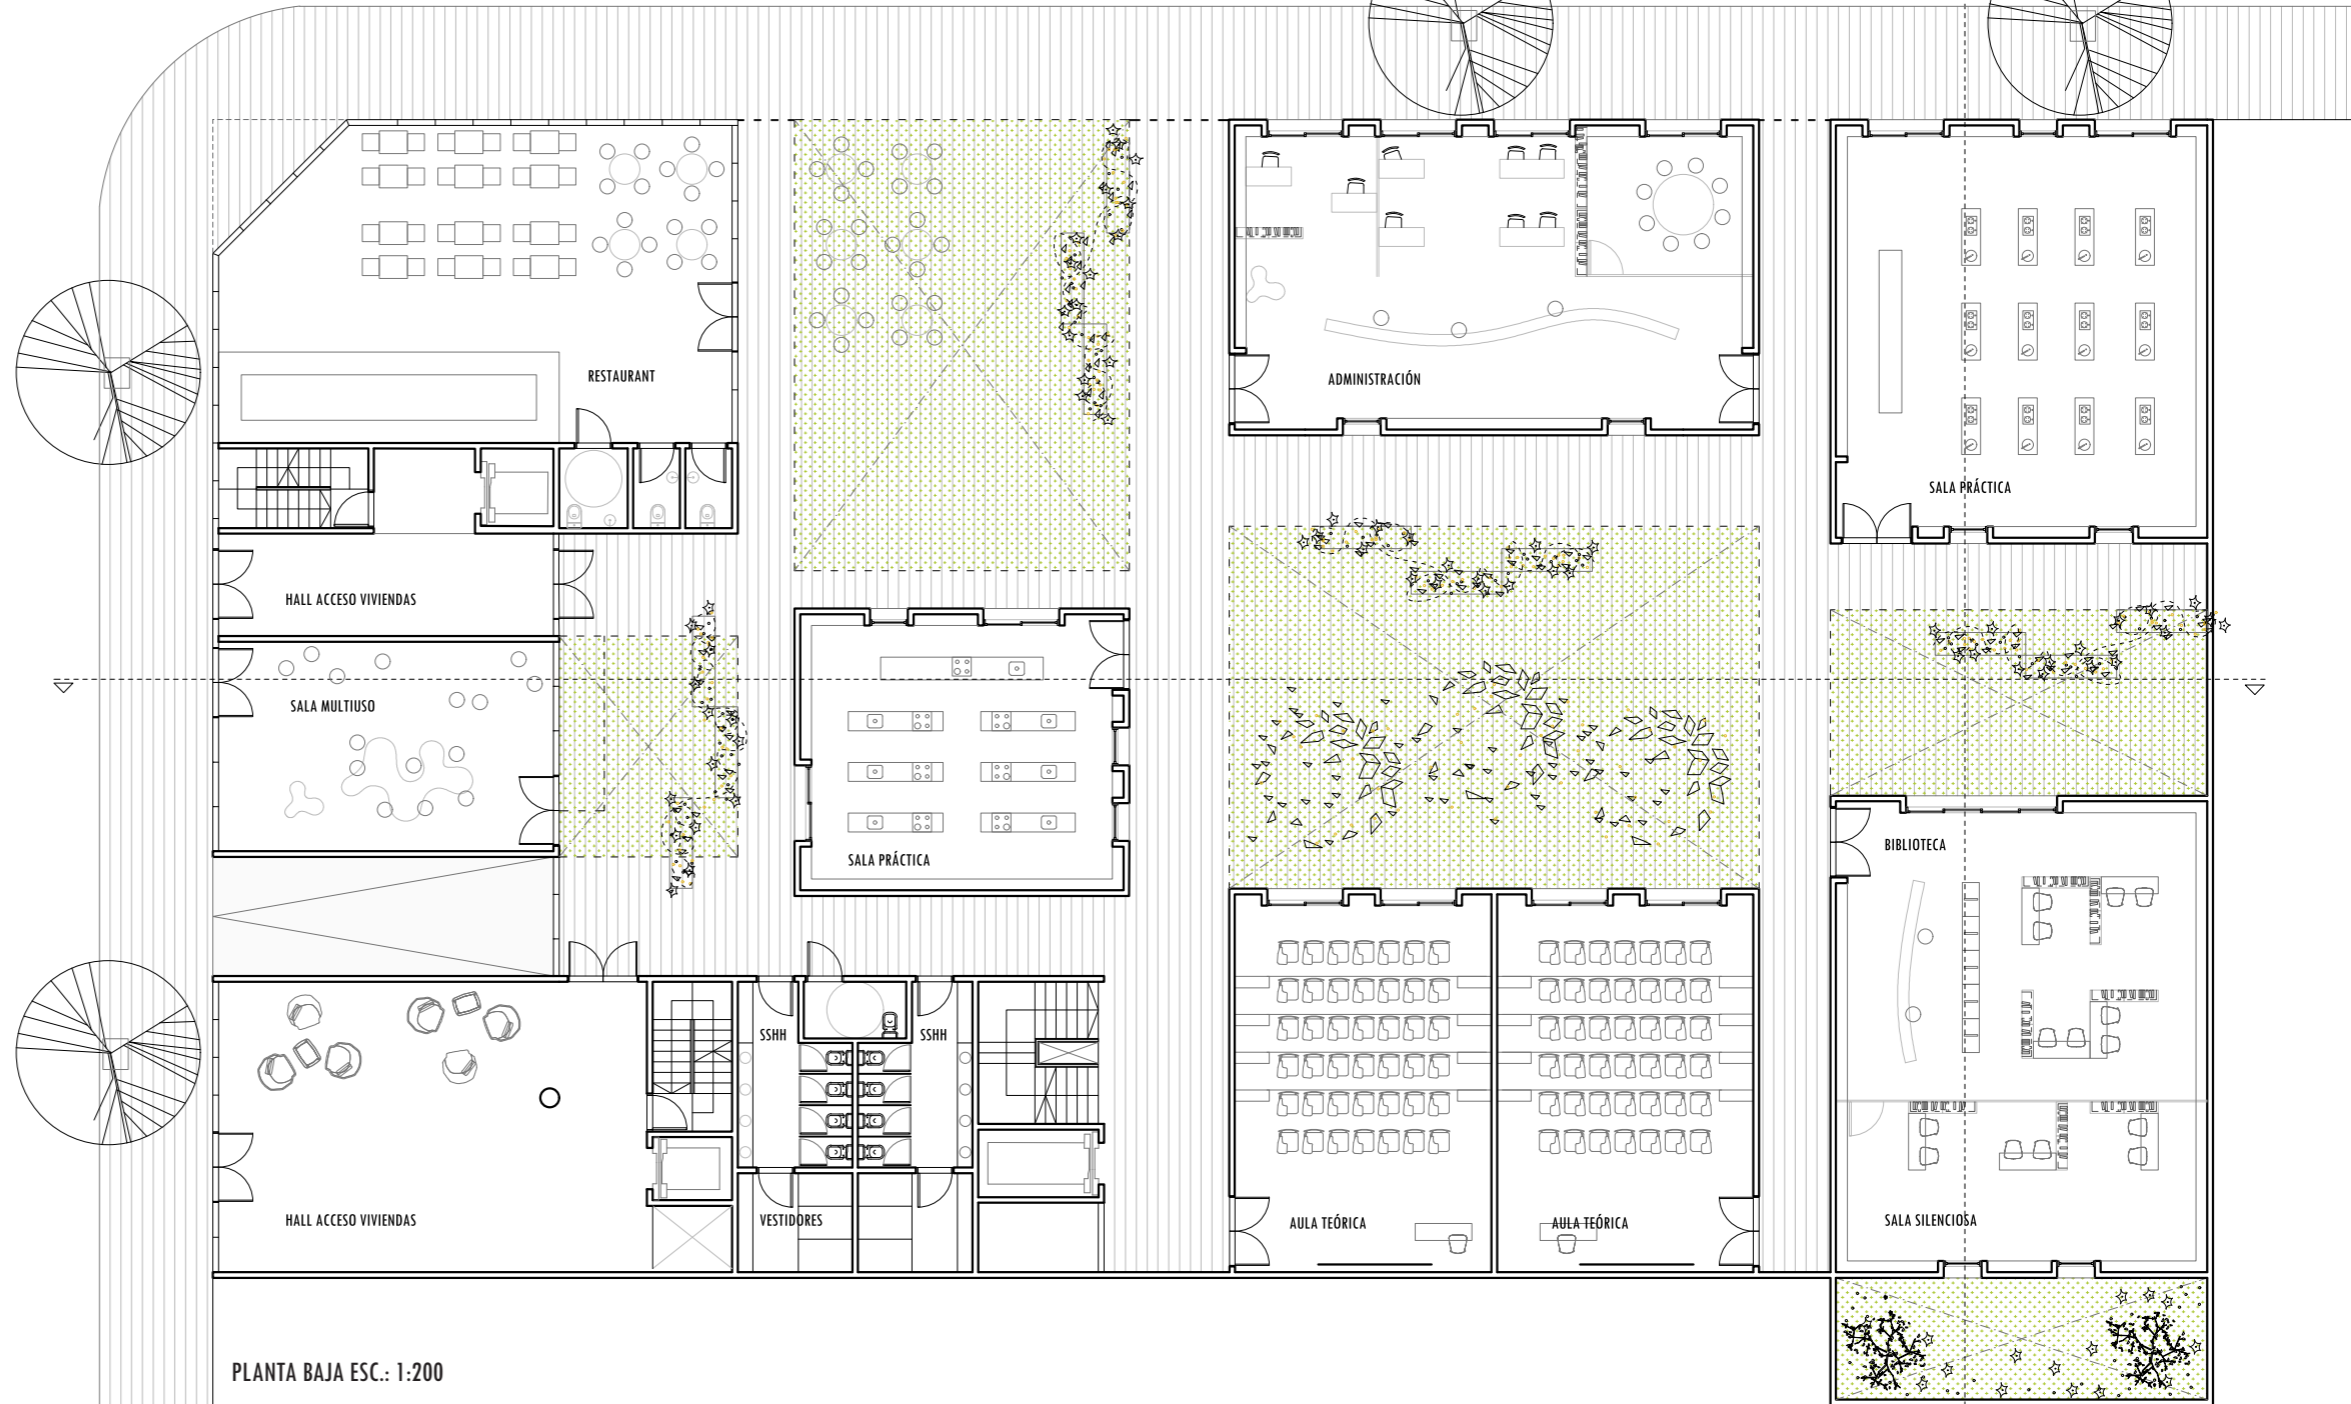 RESTAURANT
ADMINISTRACIÓN
SALA PRÁCTICA
HALL ACCESO VIVIENDAS
SALA MULTIUSO
SALA PRÁCTICA
BIBLIOTECA
SSHH
SSHH
HALL ACCESO VIVIENDAS
VESTIDORES
AULA TEÓRICA
AULA TEÓRICA
SALA SILENCIOSA
PLANTA BAJA ESC.: 1:200